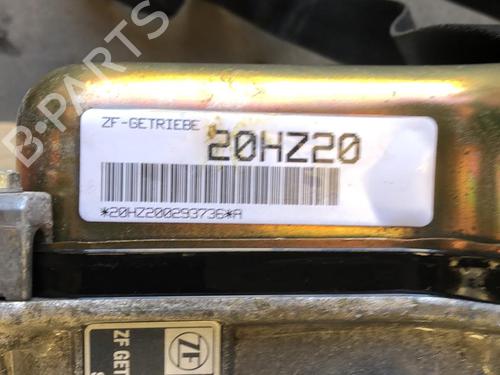 B-PARTS
ZF-GETRIEBE 20HZ20
*20HZ200293736*A
ZF GET
ZF